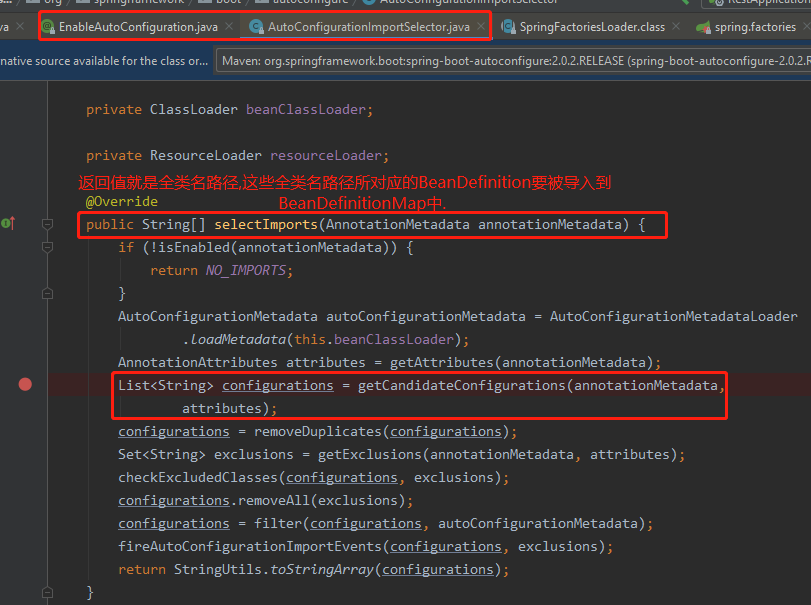 org springframework boot autoconfigure AutoConfigurationImportSelector RestApplication
va EnableAutoConfiguration.java AutoConfigurationImportSelector.java SpringFactoriesLoader.class spring.factories
native source available for the class or... Maven: org.springframework.boot:spring-boot-autoconfigure:2.0.2.RELEASE (spring-boot-autoconfigure-2.0.2.R
private ClassLoader beanClassLoader;
private ResourceLoader resourceLoader;
返回值就是全类名路径,这些全类名路径所对应的BeanDefinition要被导入到
@Override BeanDefinitionMap中.
public String[] selectImports(AnnotationMetadata annotationMetadata) {
if (!isEnabled(annotationMetadata)) {
return NO_IMPORTS;
}
AutoConfigurationMetadata autoConfigurationMetadata = AutoConfigurationMetadataLoader
.loadMetadata(this.beanClassLoader);
AnnotationAttributes attributes = getAttributes(annotationMetadata);
List<String> configurations = getCandidateConfigurations(annotationMetadata,
attributes);
configurations = removeDuplicates(configurations);
Set<String> exclusions = getExclusions(annotationMetadata, attributes);
checkExcludedClasses(configurations, exclusions);
configurations.removeAll(exclusions);
configurations = filter(configurations, autoConfigurationMetadata);
fireAutoConfigurationImportEvents(configurations, exclusions);
return StringUtils.toStringArray(configurations);
}